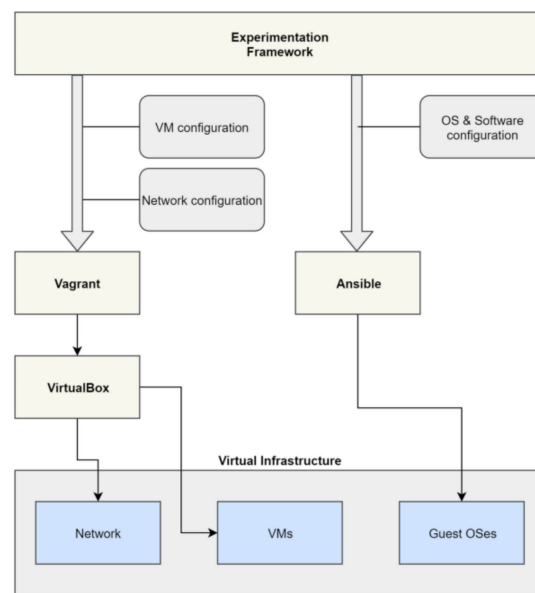 Experimentation
Framework
VM configuration
OS & Software
configuration
Network configuration
Vagrant
Ansible
VirtualBox
Virtual Infrastructure
Network
VMs
Guest OSes